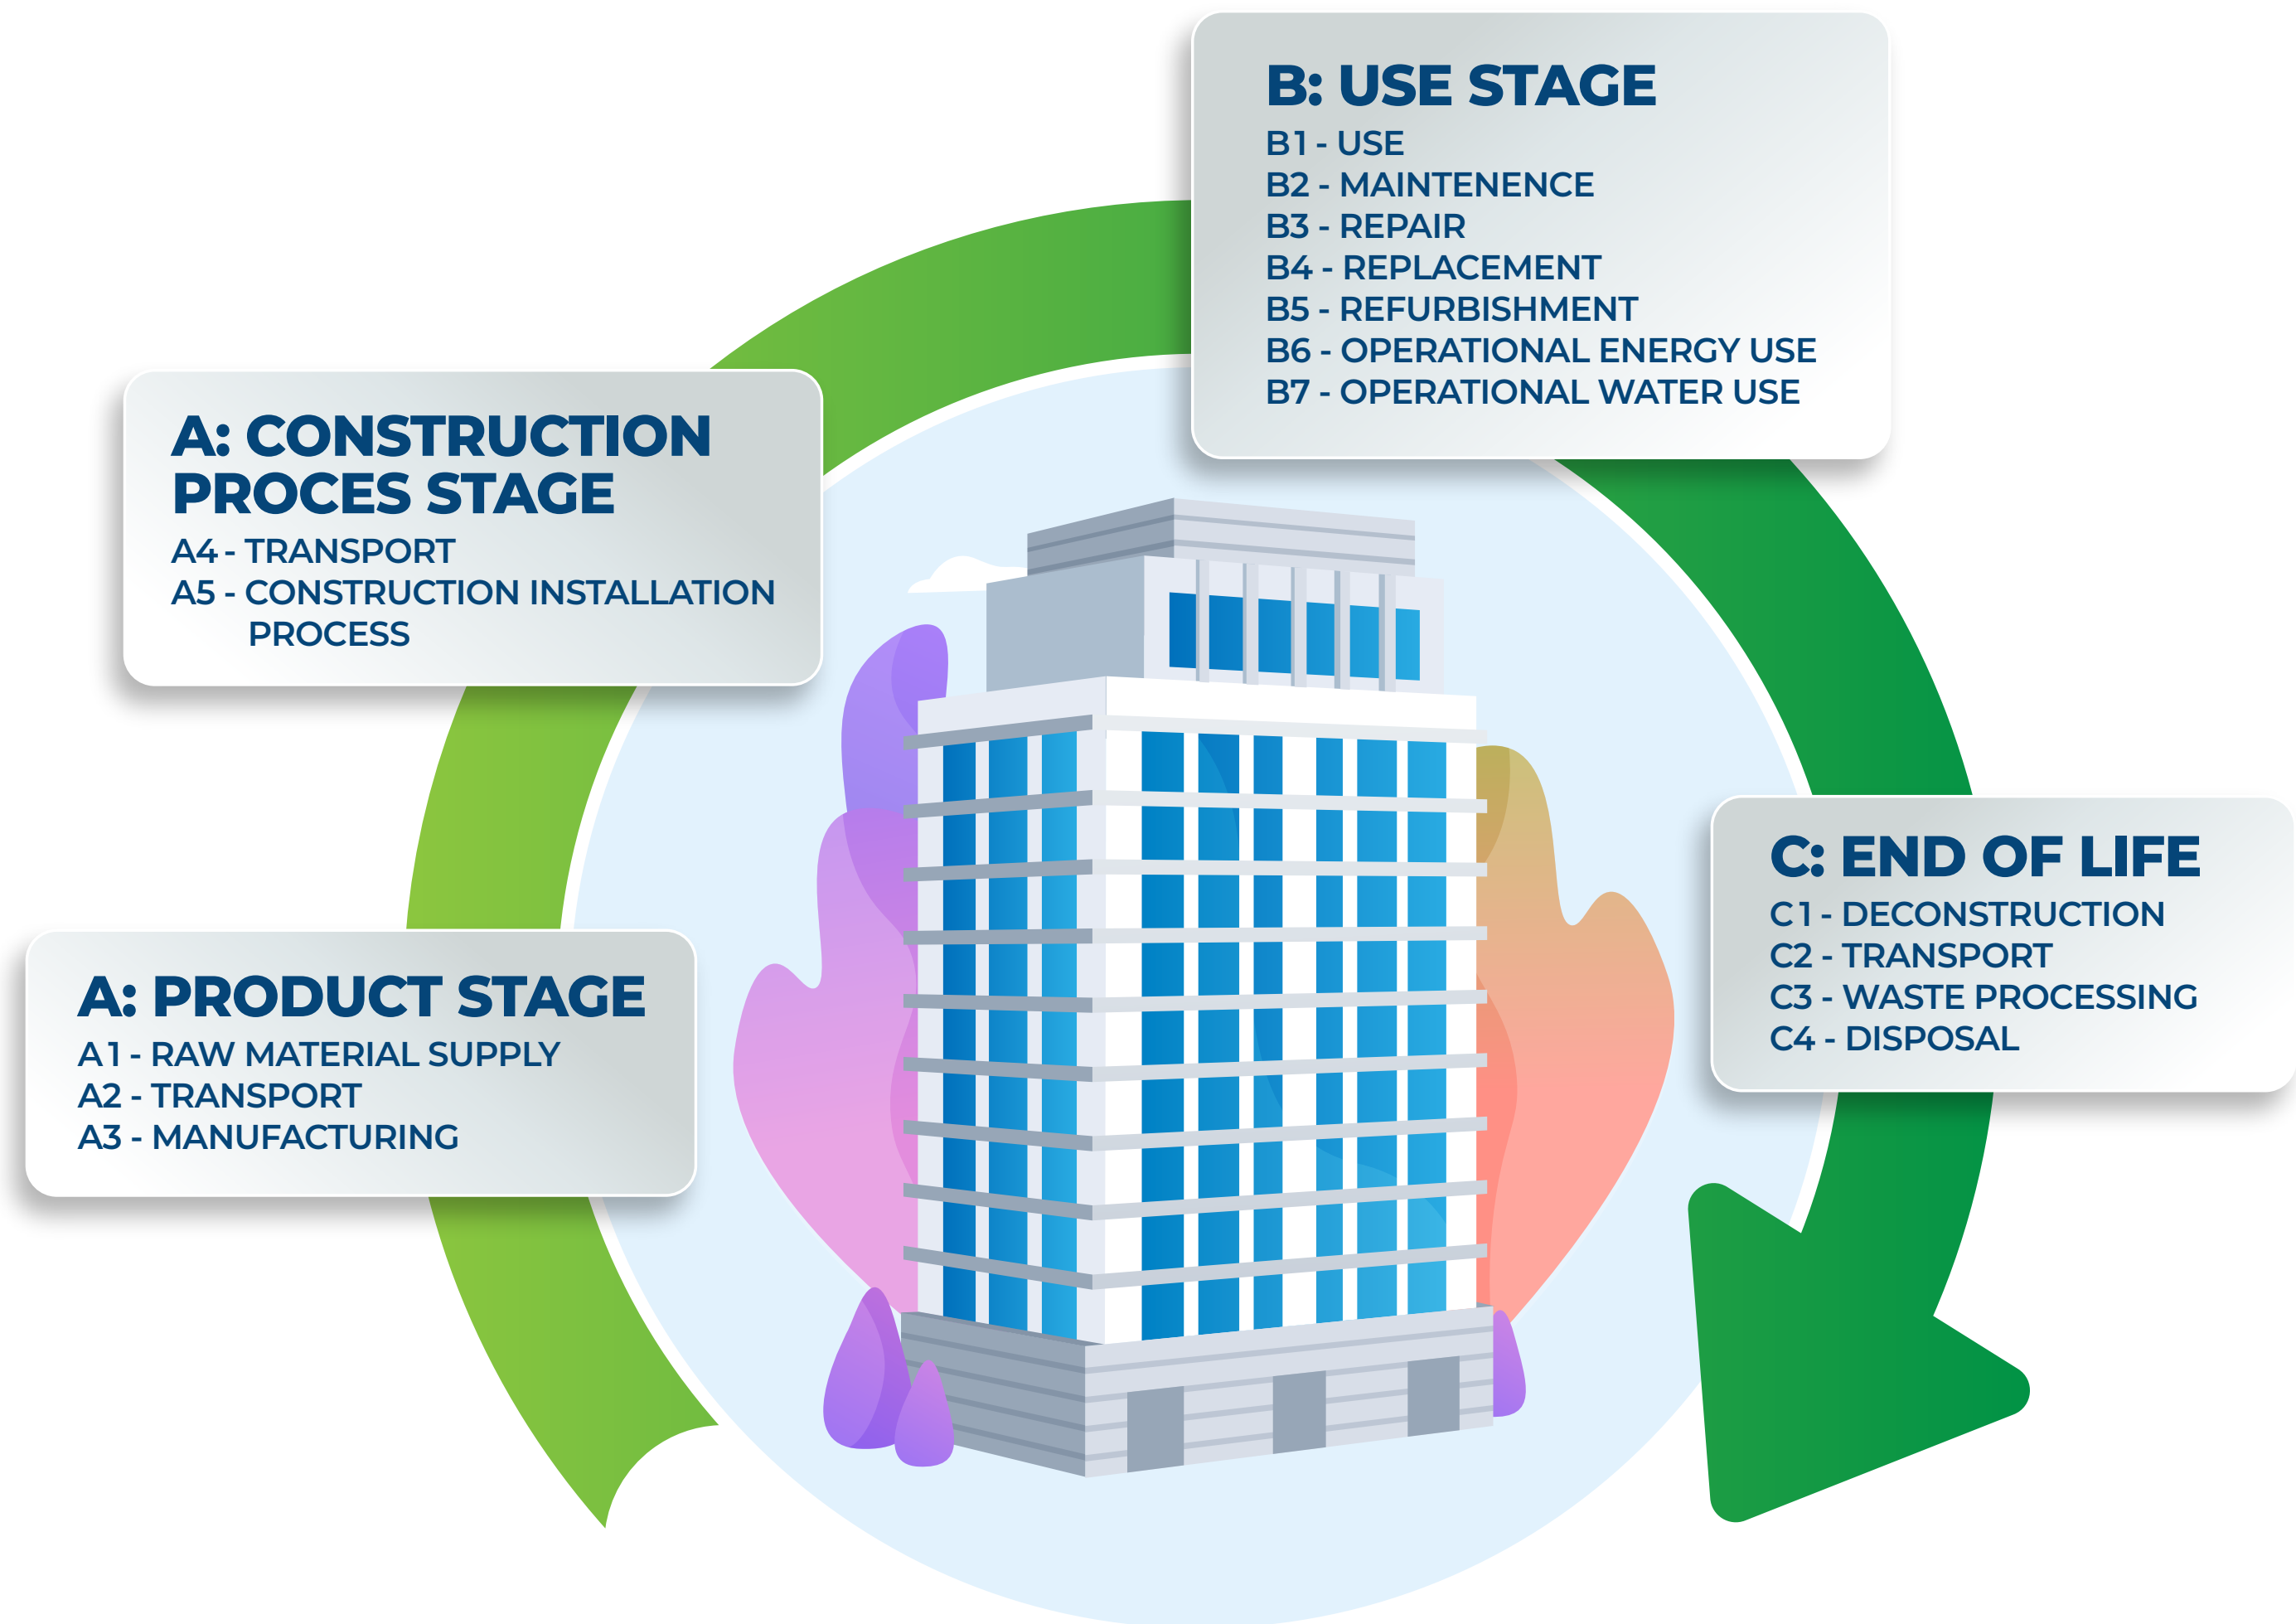 B: USE STAGE
B1 - USE
B2 - MAINTENENCE
B3 - REPAIR
B4 - REPLACEMENT
B5 - REFURBISHMENT
B6 - OPERATIONAL ENERGY USE
B7 - OPERATIONAL WATER USE
A: CONSTRUCTION
PROCES STAGE
A4 - TRANSPORT
A5 - CONSTRUCTION INSTALLATION
PROCESS
A: PRODUCT STAGE
A1 - RAW MATERIAL SUPPLY
A2 - TRANSPORT
A3 - MANUFACTURING
C: END OF LIFE
C1 - DECONSTRUCTION
C2 - TRANSPORT
C3 - WASTE PROCESSING
C4 - DISPOSAL